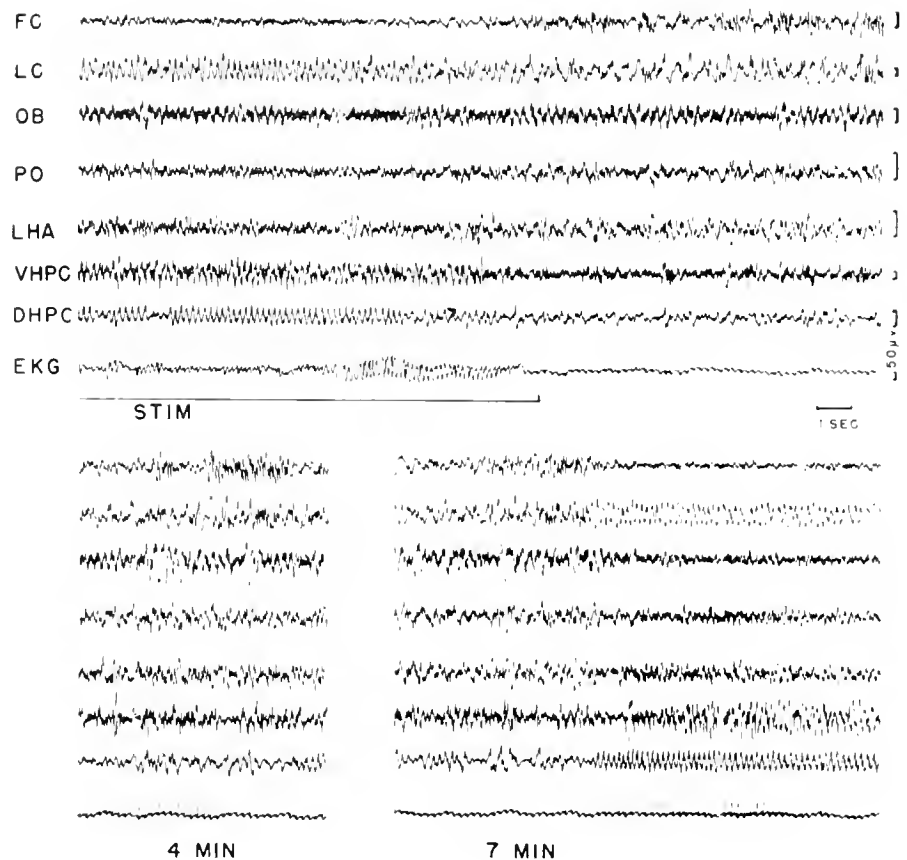 FC
LC
OB
PO
LHA
VHPC
DHPC
EKG
50μV
STIM
1 SEC
4 MIN
7 MIN